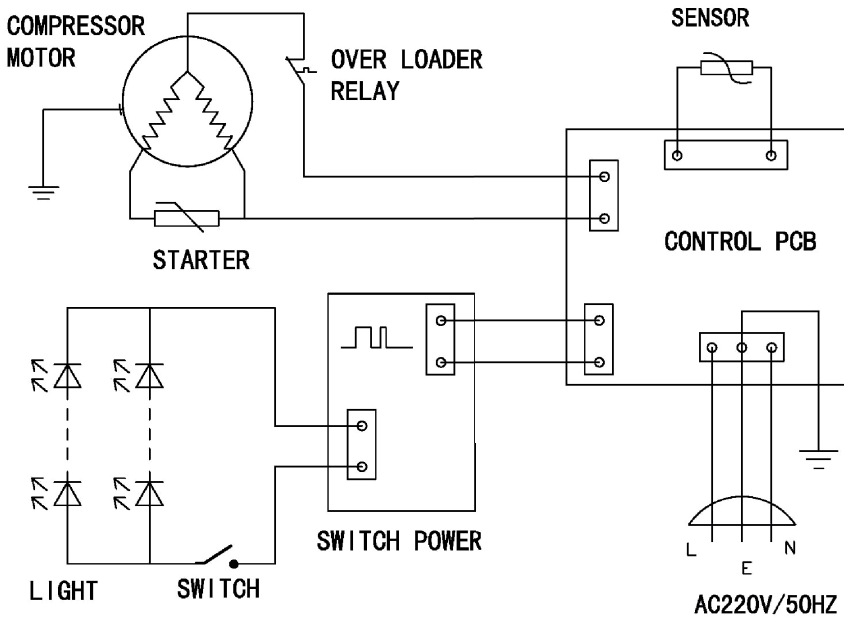 COMPRESSOR
MOTOR
OVER LOADER
RELAY
SENSOR
STARTER
CONTROL PCB
SWITCH POWER
LIGHT
SWITCH
L
E
N
AC220V/50HZ